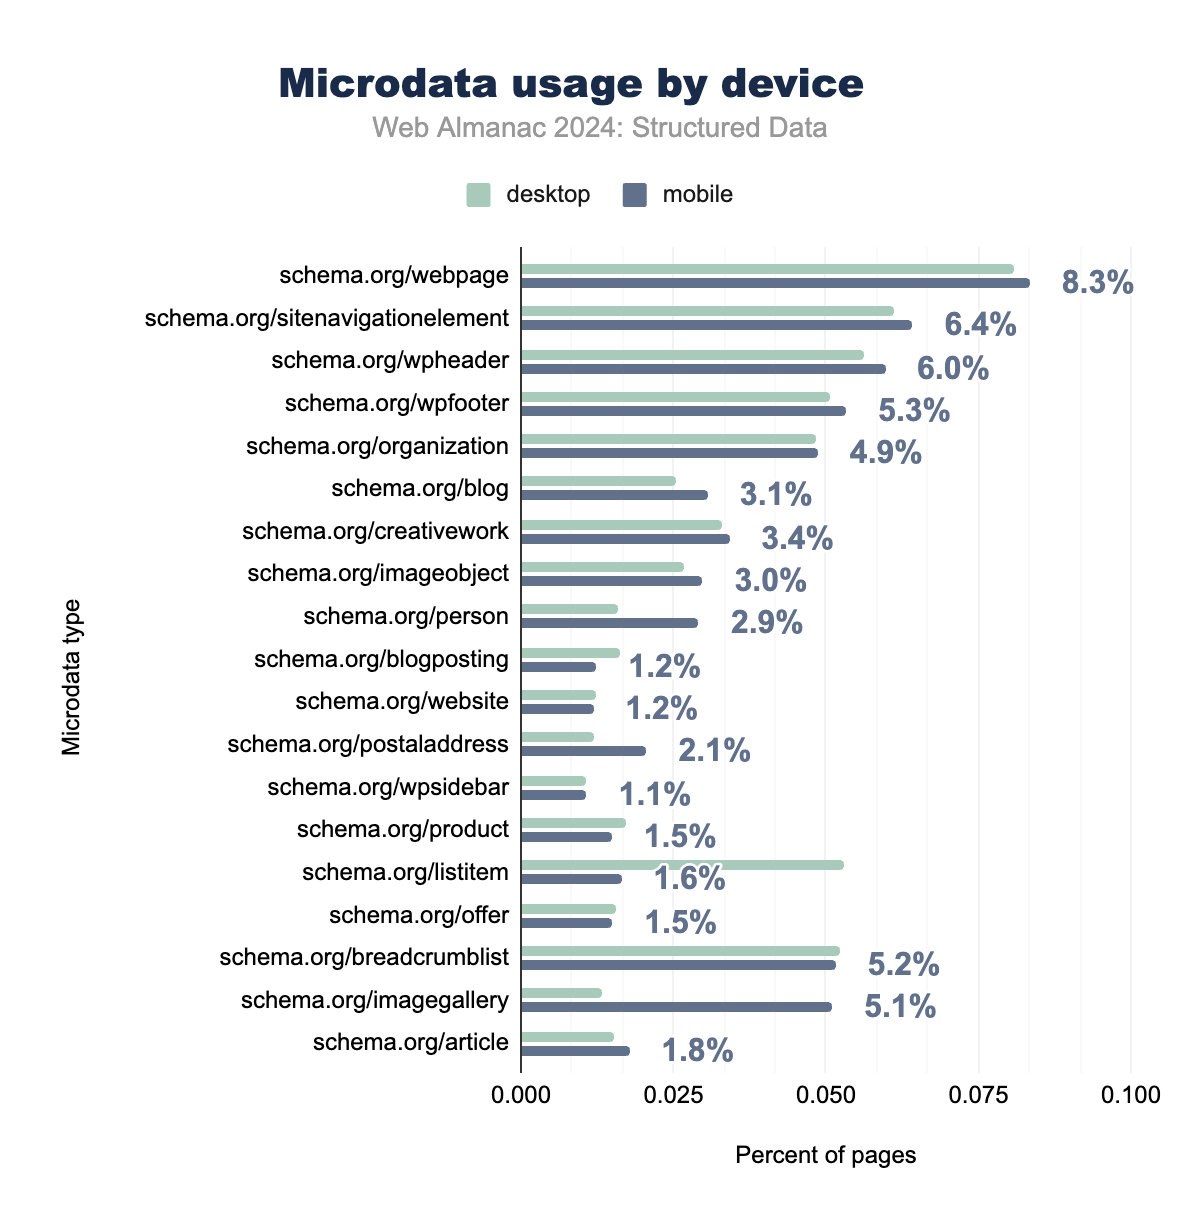 Microdata usage by device
Web Almanac 2024: Structured Data
desktop mobile
schema.org/webpage 8.3%
schema.org/sitenavigationelement 6.4%
schema.org/wpheader 6.0%
schema.org/wpfooter 5.3%
schema.org/organization 4.9%
schema.org/blog 3.1%
schema.org/creativework 3.4%
schema.org/imageobject 3.0%
schema.org/person 2.9%
schema.org/blogposting 1.2%
schema.org/website 1.2%
schema.org/postaladdress 2.1%
schema.org/wpsidebar 1.1%
schema.org/product 1.5%
schema.org/listitem 1.6%
schema.org/offer 1.5%
schema.org/breadcrumblist 5.2%
schema.org/imagegallery 5.1%
schema.org/article 1.8%
Microdata type
0.000 0.025 0.050 0.075 0.100
Percent of pages